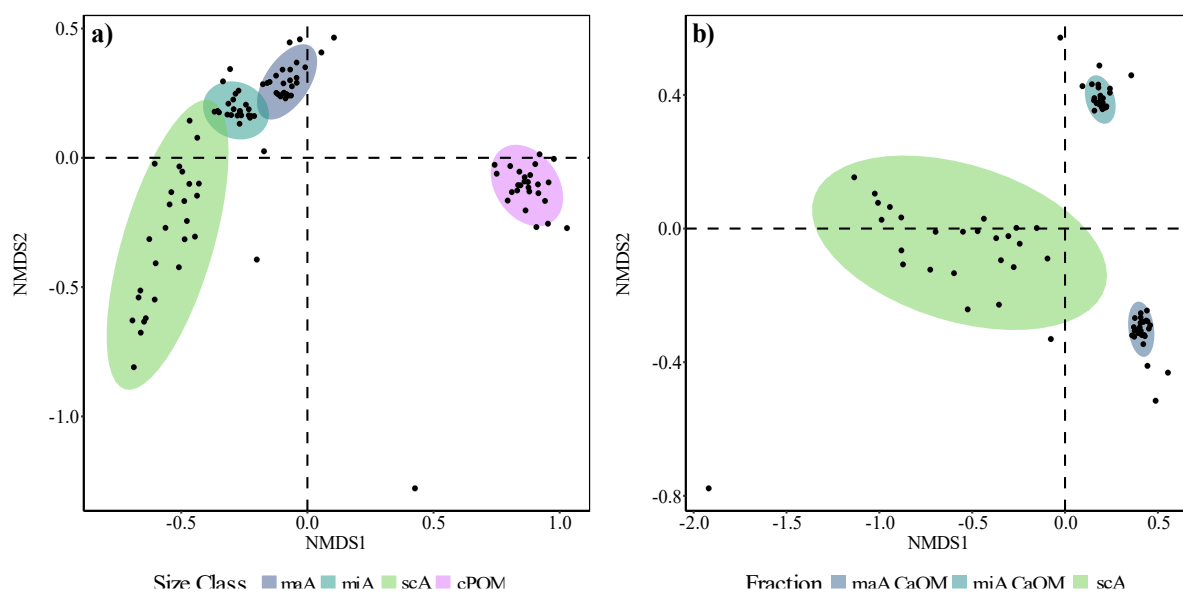 a)
0.5
0.0
-0.5
-1.0
NMDS2
-0.5 0.0 0.5 1.0
NMDS1
Size Class maA miA scA cPOM
b)
0.4
0.0
-0.4
-0.8
NMDS2
-2.0 -1.5 -1.0 -0.5 0.0 0.5
NMDS1
Fraction maA CaOM miA CaOM scA